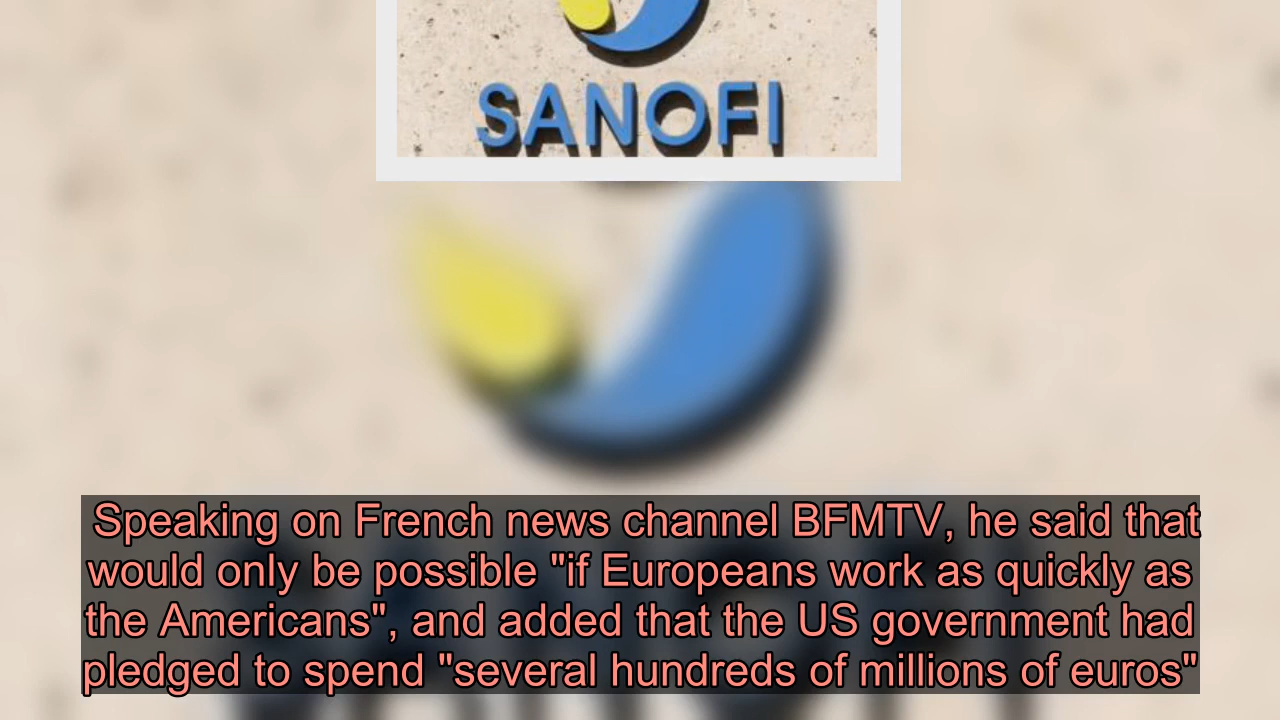 SANOFI
Speaking on French news channel BFMTV, he said that
would only be possible "if Europeans work as quickly as
the Americans", and added that the US government had
pledged to spend "several hundreds of millions of euros"